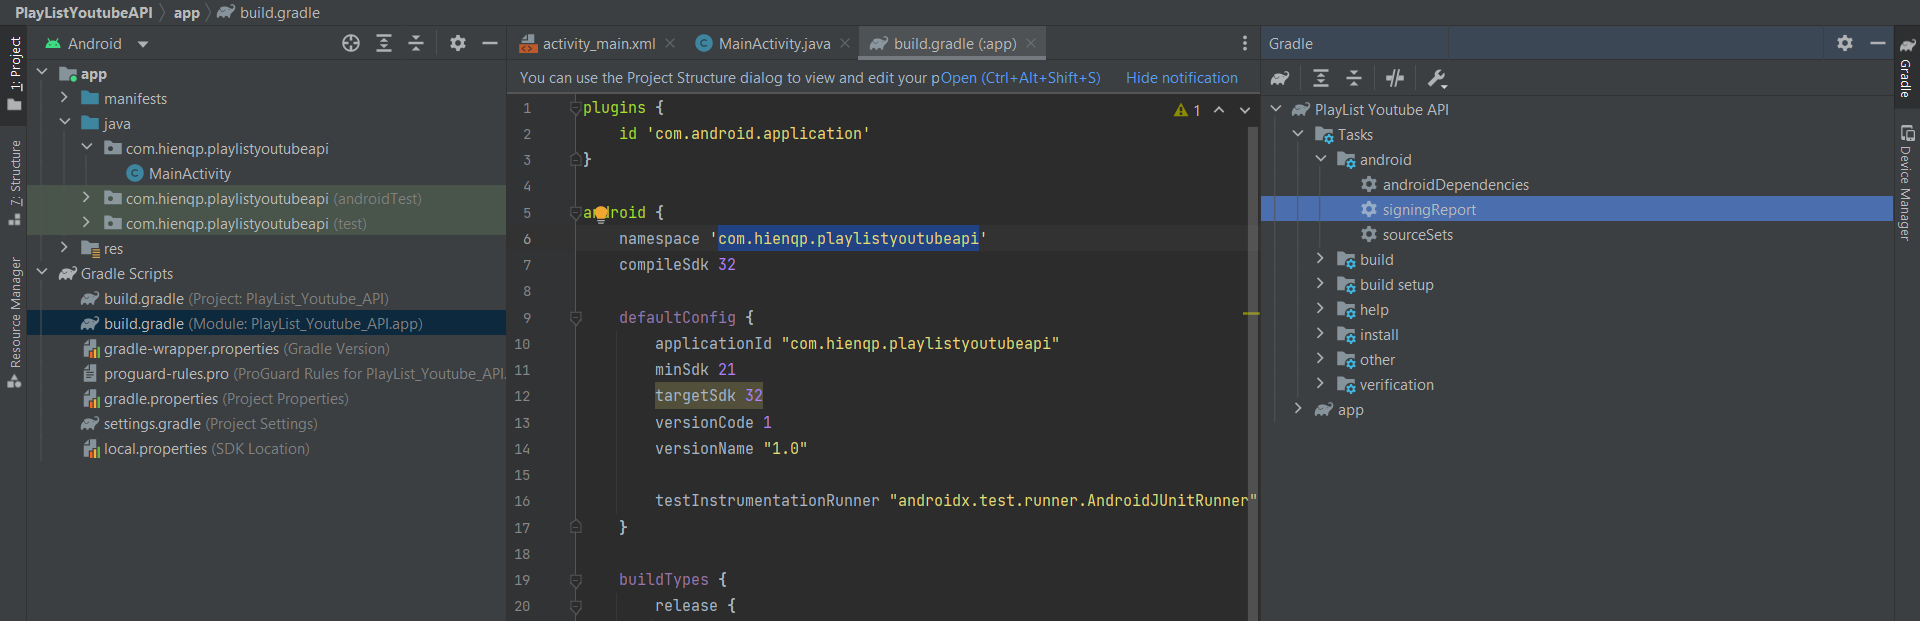 PlayListYoutubeAPI app build.gradle
1: Project
7: Structure
Resource Manager
Android
app
manifests
java
com.hienqp.playlistyoutubeapi
MainActivity
com.hienqp.playlistyoutubeapi (androidTest)
com.hienqp.playlistyoutubeapi (test)
res
Gradle Scripts
build.gradle (Project: PlayList_Youtube_API)
build.gradle (Module: PlayList_Youtube_API.app)
gradle-wrapper.properties (Gradle Version)
proguard-rules.pro (ProGuard Rules for PlayList_Youtube_API.
gradle.properties (Project Properties)
settings.gradle (Project Settings)
local.properties (SDK Location)
activity_main.xml MainActivity.java build.gradle (:app)
You can use the Project Structure dialog to view and edit your pOpen (Ctrl+Alt+Shift+S) Hide notification
1 plugins {
2 id 'com.android.application'
3 }
4
5 android {
6 namespace 'com.hienqp.playlistyoutubeapi'
7 compileSdk 32
8
9 defaultConfig {
10 applicationId "com.hienqp.playlistyoutubeapi"
11 minSdk 21
12 targetSdk 32
13 versionCode 1
14 versionName "1.0"
15
16 testInstrumentationRunner "androidx.test.runner.AndroidJUnitRunner"
17 }
18
19 buildTypes {
20 release {
1
Gradle
PlayList Youtube API
Tasks
android
androidDependencies
signingReport
sourceSets
build
build setup
help
install
other
verification
app
Gradle
Device Manager